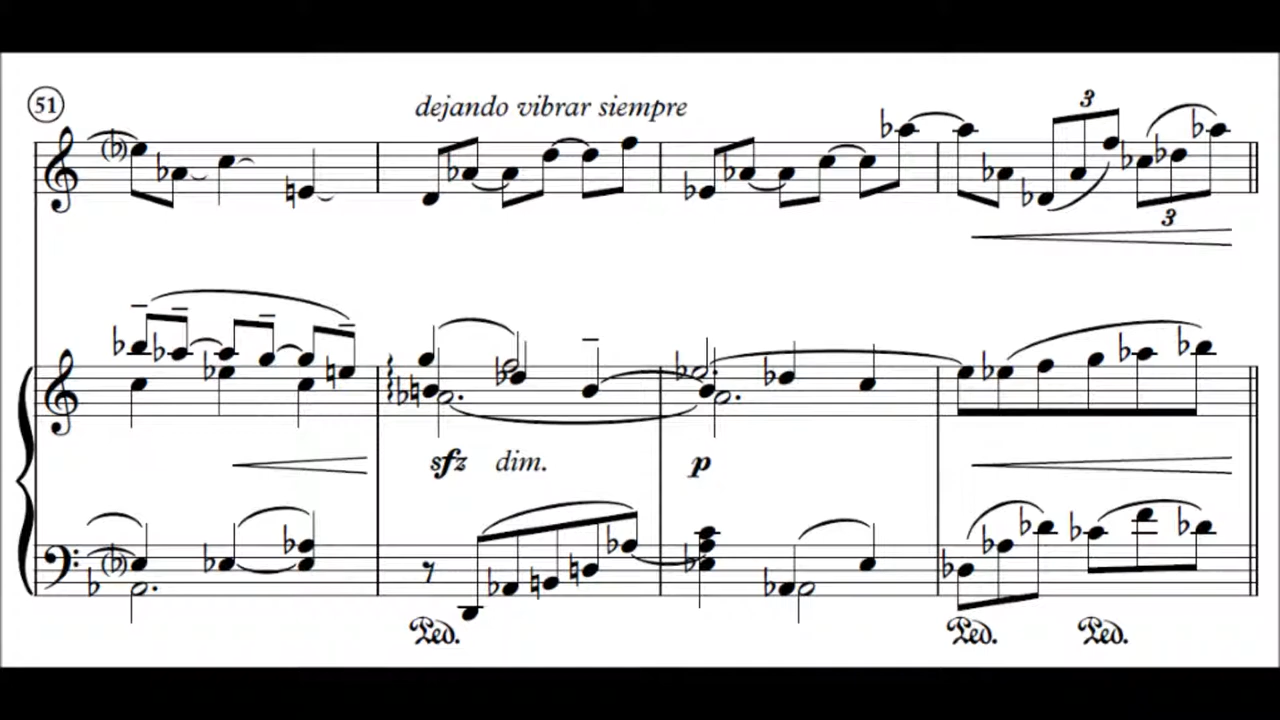 51
dejando vibrar siempre
3
3
sfz dim. p
Ped. Ped. Ped.